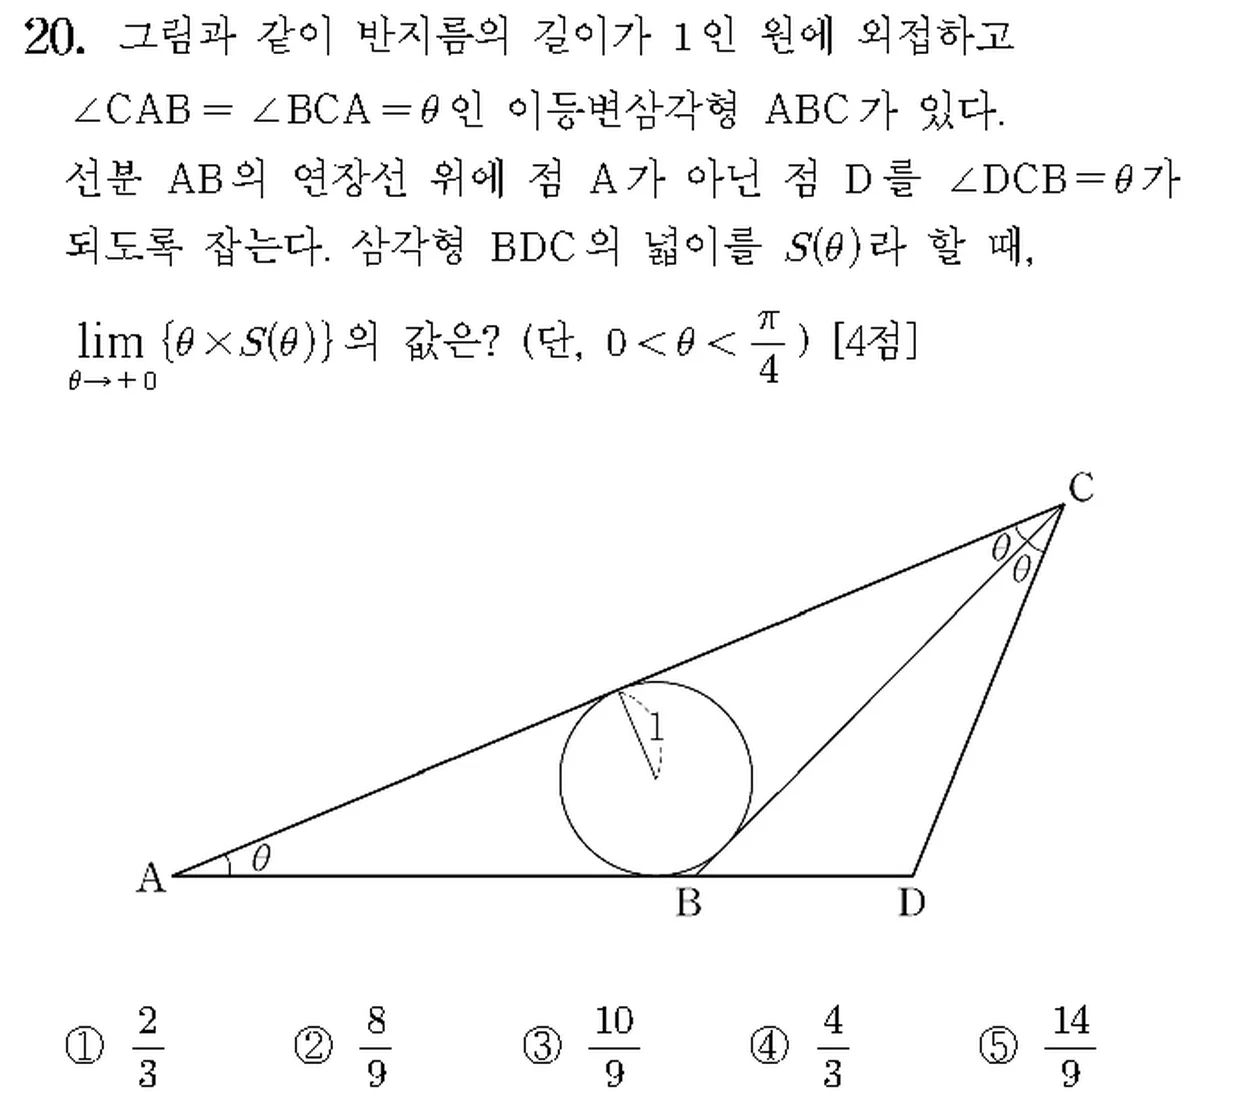 20. 그림과 같이 반지름의 길이가 1인 원에 외접하고
∠CAB = ∠BCA = θ인 이등변삼각형 ABC가 있다.
선분 AB의 연장선 위에 점 A가 아닌 점 D를 ∠DCB = θ가
되도록 잡는다. 삼각형 BDC의 넓이를 S(θ)라 할 때,
lim_{θ→+0} {θ×S(θ)}의 값은? (단, 0 < θ < π/4) [4점]
C
θ
θ
1
A
θ
B
D
① 2/3 ② 8/9 ③ 10/9 ④ 4/3 ⑤ 14/9